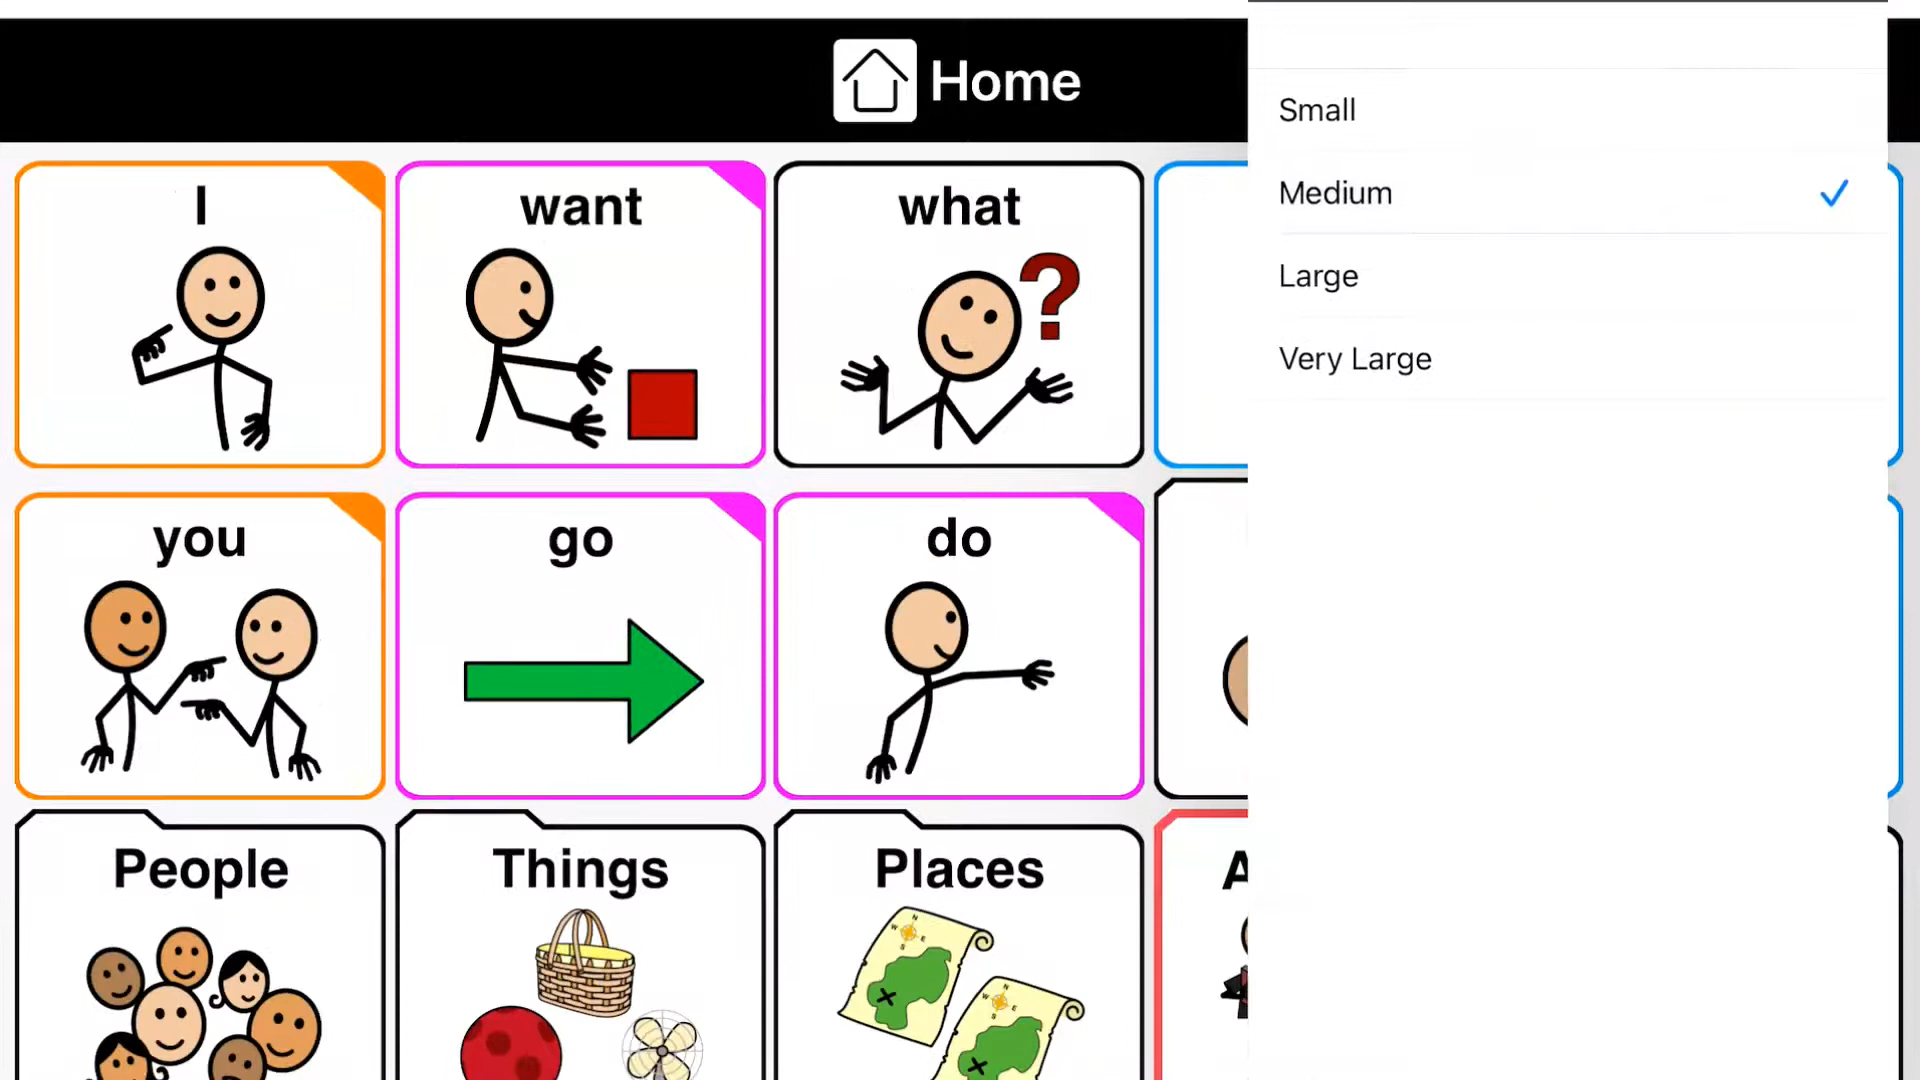 Home
Small
Medium
Large
Very Large
I
want
what
you
go
do
People
Things
Places
A
N
W
E
S
N
W
E
S